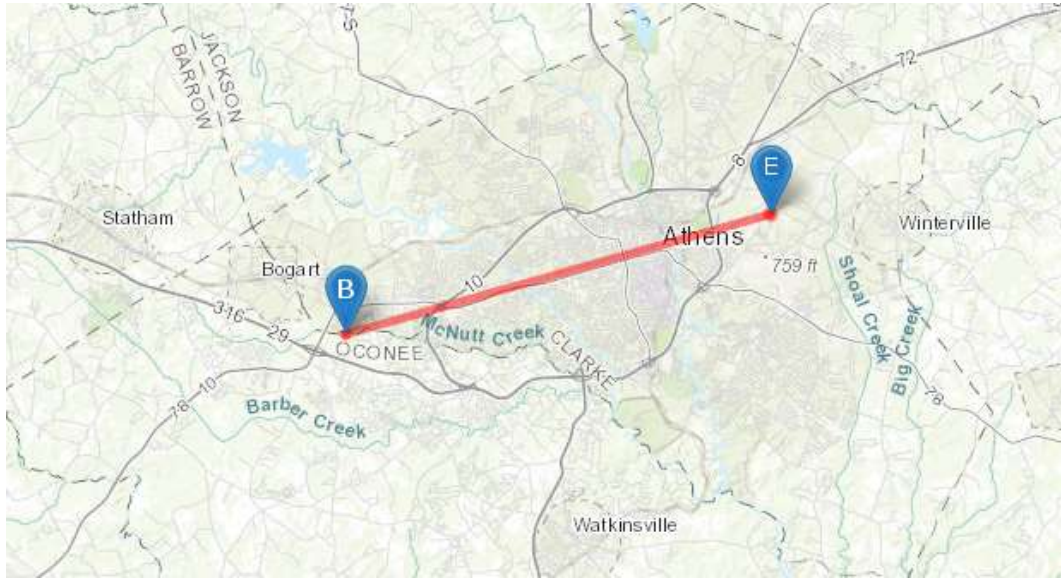 Y-S
JACKSON
BARROW
72
8
E
Statham
Winterville
Athens
Bogart
759 ft
B
10
Shoal Creek
316
29
McNutt Creek
OCONEE
CLARKE
Big Creek
10
78
78
Barber Creek
Watkinsville